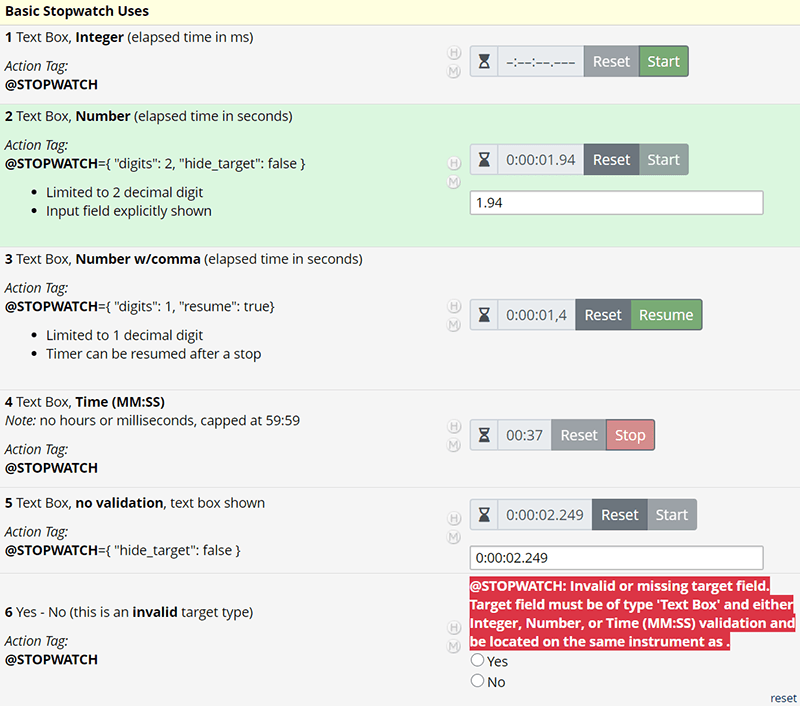 Basic Stopwatch Uses
1 Text Box, Integer (elapsed time in ms)
Action Tag:
@STOPWATCH
H
M
–:––:––.–––
Reset
Start
2 Text Box, Number (elapsed time in seconds)
Action Tag:
@STOPWATCH={ "digits": 2, "hide_target": false }
• Limited to 2 decimal digit
• Input field explicitly shown
H
M
0:00:01.94
Reset
Start
1.94
3 Text Box, Number w/comma (elapsed time in seconds)
Action Tag:
@STOPWATCH={ "digits": 1, "resume": true}
• Limited to 1 decimal digit
• Timer can be resumed after a stop
H
M
0:00:01,4
Reset
Resume
4 Text Box, Time (MM:SS)
Note: no hours or milliseconds, capped at 59:59
Action Tag:
@STOPWATCH
H
M
00:37
Reset
Stop
5 Text Box, no validation, text box shown
Action Tag:
@STOPWATCH={ "hide_target": false }
H
M
0:00:02.249
Reset
Start
0:00:02.249
6 Yes - No (this is an invalid target type)
Action Tag:
@STOPWATCH
H
M
@STOPWATCH: Invalid or missing target field.
Target field must be of type 'Text Box' and either
Integer, Number, or Time (MM:SS) validation and
be located on the same instrument as .
Yes
No
reset